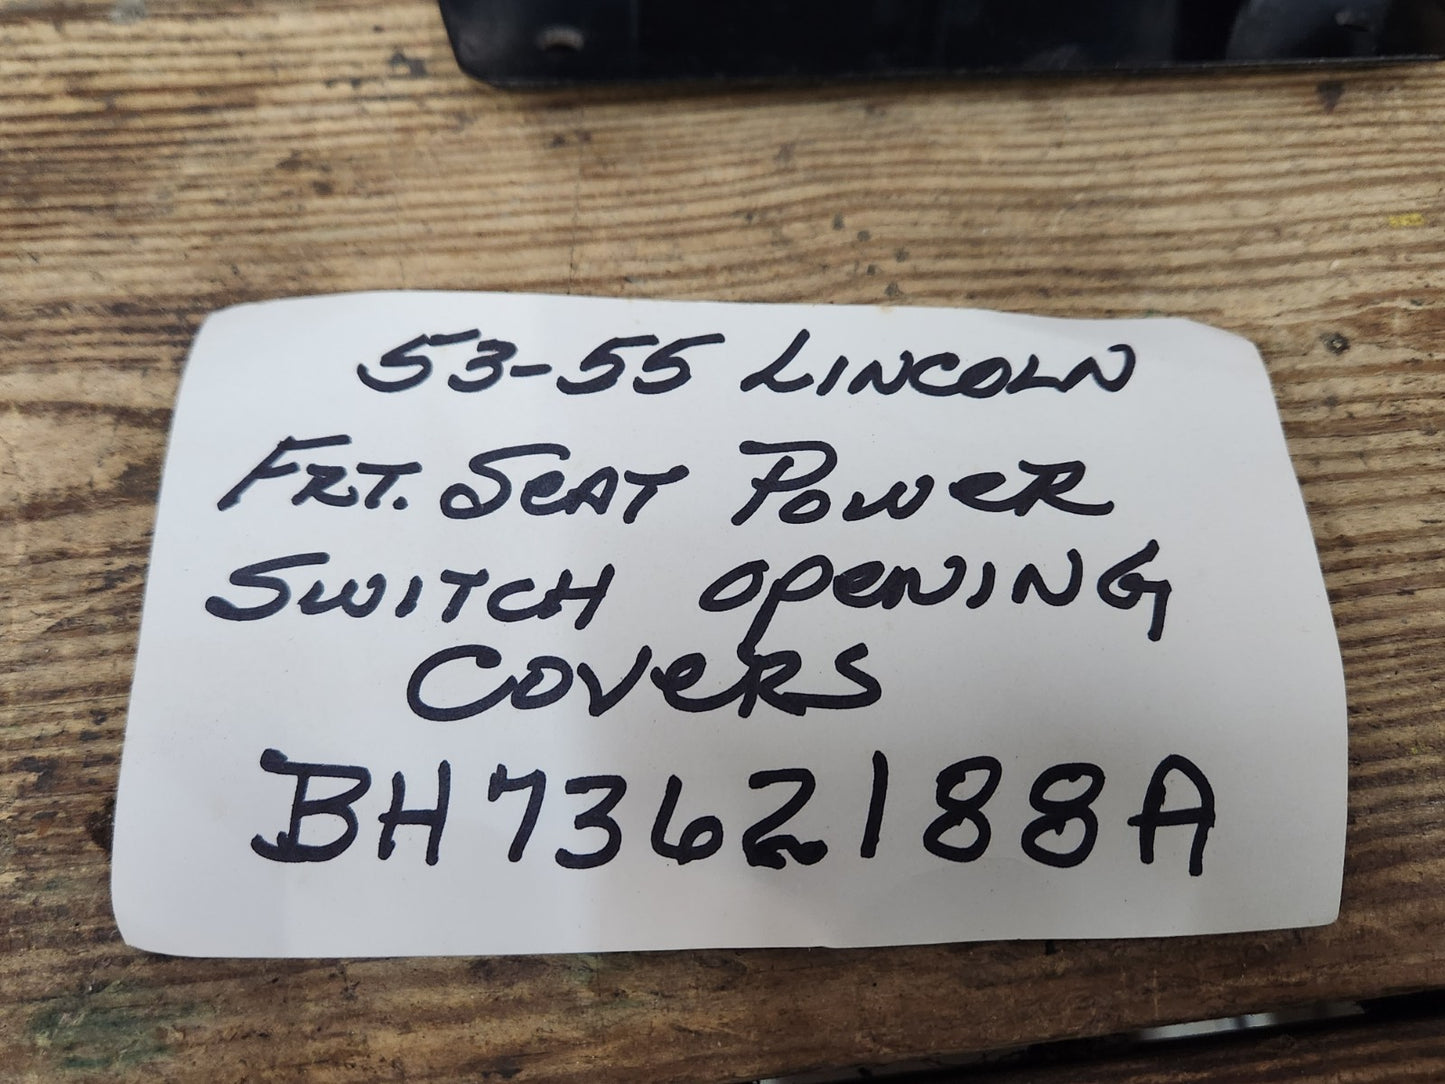 53-55 LINCOLN
FRT. SEAT POWER
SWITCH OPENING
COVERS
BH7362188A